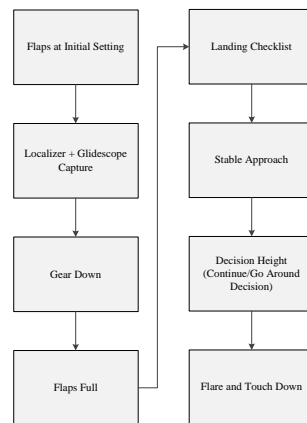 Flaps at Initial Setting
Localizer + Glidescope
Capture
Gear Down
Flaps Full
Landing Checklist
Stable Approach
Decision Height
(Continue/Go Around
Decision)
Flare and Touch Down